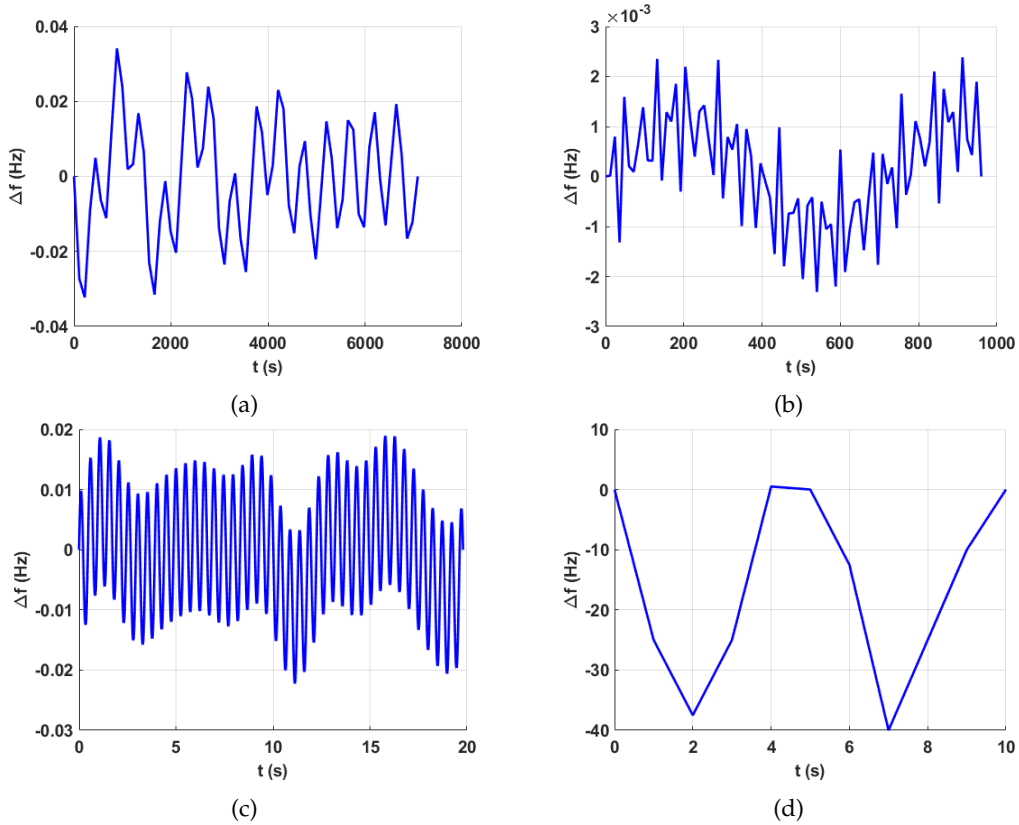 0.04
0.02
0
-0.02
-0.04
Δf (Hz)
0 2000 4000 6000 8000
t (s)
(a)
×10⁻³
3
2
1
0
-1
-2
-3
Δf (Hz)
0 200 400 600 800 1000
t (s)
(b)
0.02
0.01
0
-0.01
-0.02
-0.03
Δf (Hz)
0 5 10 15 20
t (s)
(c)
10
0
-10
-20
-30
-40
Δf (Hz)
0 2 4 6 8 10
t (s)
(d)